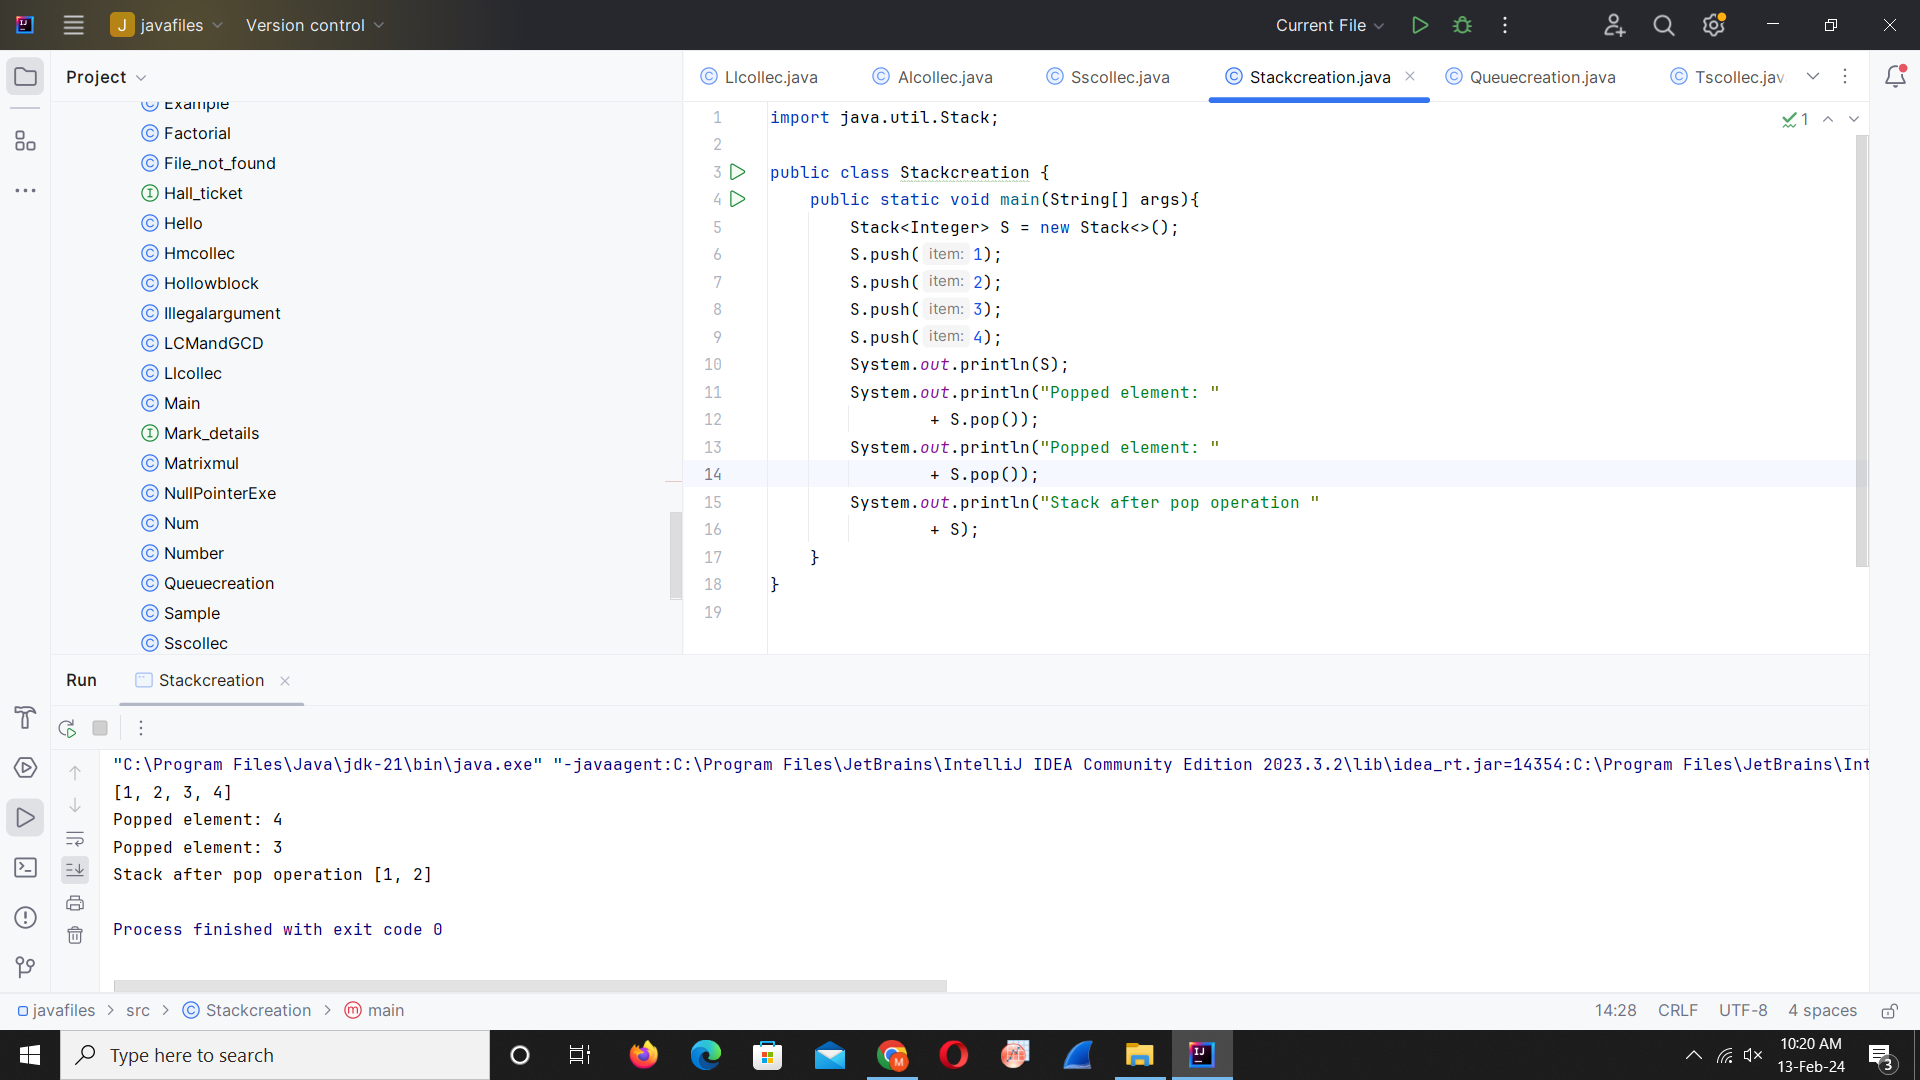 J javafiles Version control Current File
Project
Example
Factorial
File_not_found
Hall_ticket
Hello
Hmcollec
Hollowblock
Illegalargument
LCMandGCD
Llcollec
Main
Mark_details
Matrixmul
NullPointerExe
Num
Number
Queuecreation
Sample
Sscollec
Llcollec.java Alcollec.java Sscollec.java Stackcreation.java Queuecreation.java Tscollec.jav
1
1 import java.util.Stack;
2
3 public class Stackcreation {
4 public static void main(String[] args){
5 Stack<Integer> S = new Stack<>();
6 S.push( item: 1);
7 S.push( item: 2);
8 S.push( item: 3);
9 S.push( item: 4);
10 System.out.println(S);
11 System.out.println("Popped element: "
12 + S.pop());
13 System.out.println("Popped element: "
14 + S.pop());
15 System.out.println("Stack after pop operation "
16 + S);
17 }
18 }
19
Run Stackcreation
"C:\Program Files\Java\jdk-21\bin\java.exe" "-javaagent:C:\Program Files\JetBrains\IntelliJ IDEA Community Edition 2023.3.2\lib\idea_rt.jar=14354:C:\Program Files\JetBrains\Int
[1, 2, 3, 4]
Popped element: 4
Popped element: 3
Stack after pop operation [1, 2]
Process finished with exit code 0
javafiles > src > Stackcreation > main 14:28 CRLF UTF-8 4 spaces
Type here to search
10:20 AM
13-Feb-24
3